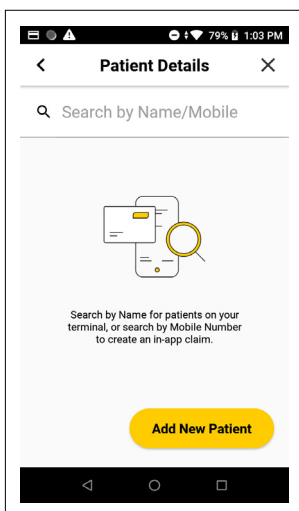 79% 1:03 PM
Patient Details
Search by Name/Mobile
Search by Name for patients on your
terminal, or search by Mobile Number
to create an in-app claim.
Add New Patient